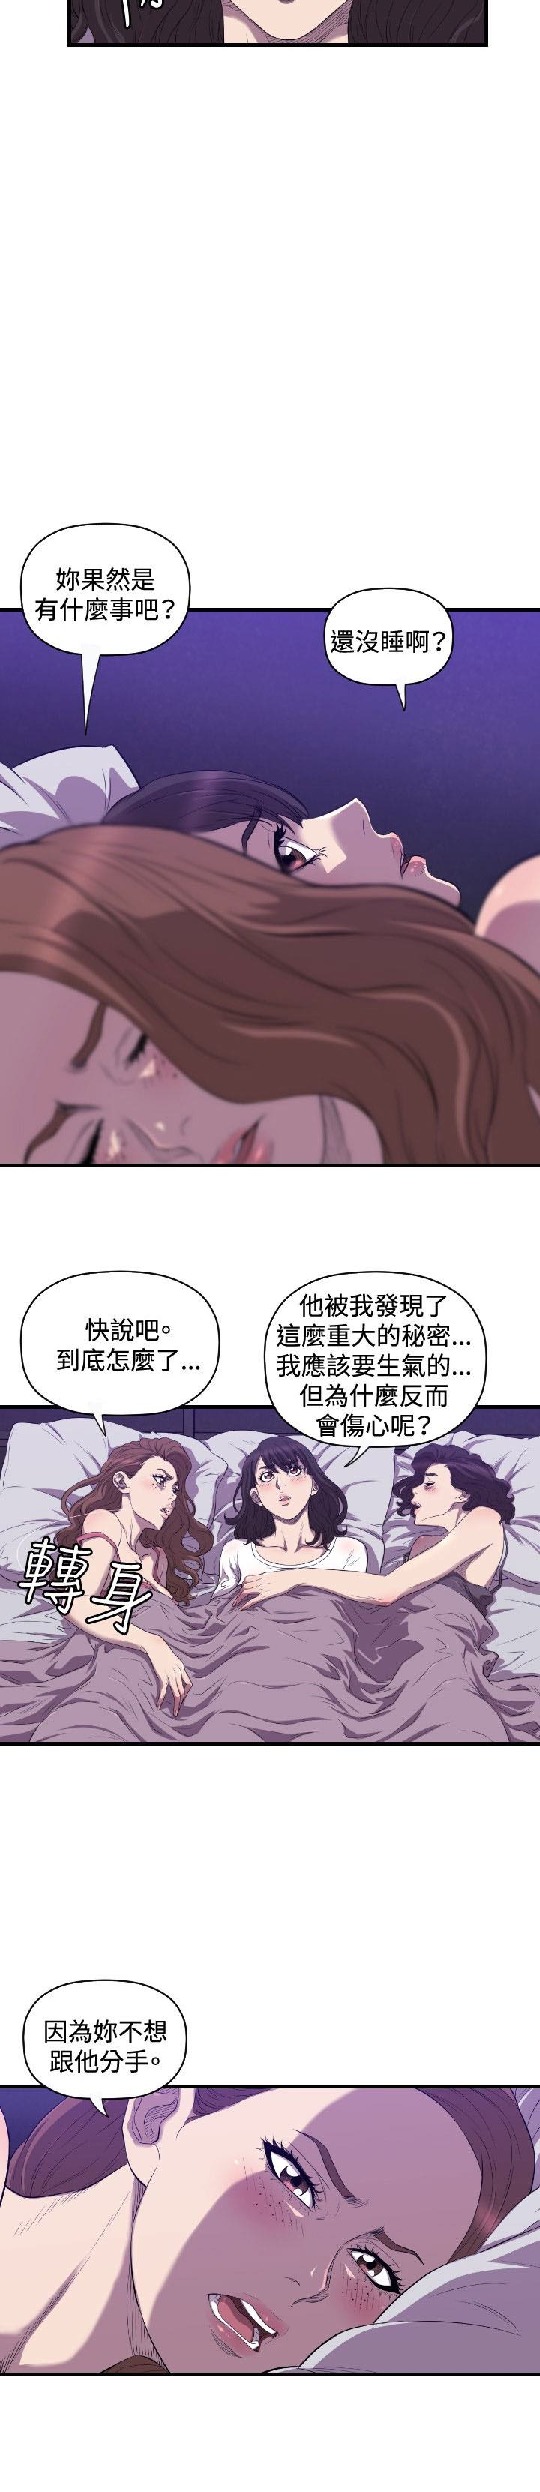 妳果然是
有什麼事吧？
還沒睡啊？
快說吧。
到底怎麼了...
他被我發現了
這麼重大的秘密...
我應該要生氣的...
但為什麼反而
會傷心呢？
轉身
因為妳不想
跟他分手。